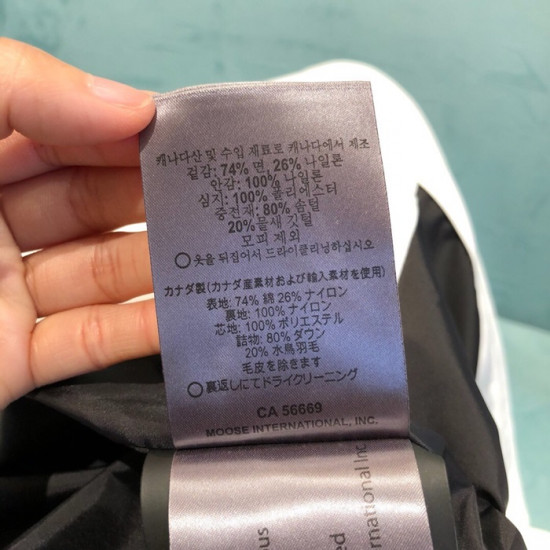 캐나다산 및 수입 재료로 캐나다에서 제조
겉감: 74% 면, 26% 나일론
안감: 100% 나일론
심지: 100% 폴리에스터
충전재: 80% 솜털
20% 물새 깃털
모피 제외
○ 옷을 뒤집어서 드라이클리닝하십시오
カナダ製 (カナダ産素材および輸入素材を使用)
表地: 74% 綿 26% ナイロン
裏地: 100% ナイロン
芯地: 100% ポリエステル
詰物: 80% ダウン
20% 水鳥羽毛
毛皮を除きます
○ 裏返しにてドライクリーニング
CA 56669
MOOSE INTERNATIONAL, INC.
ernational Inc
ed
ous